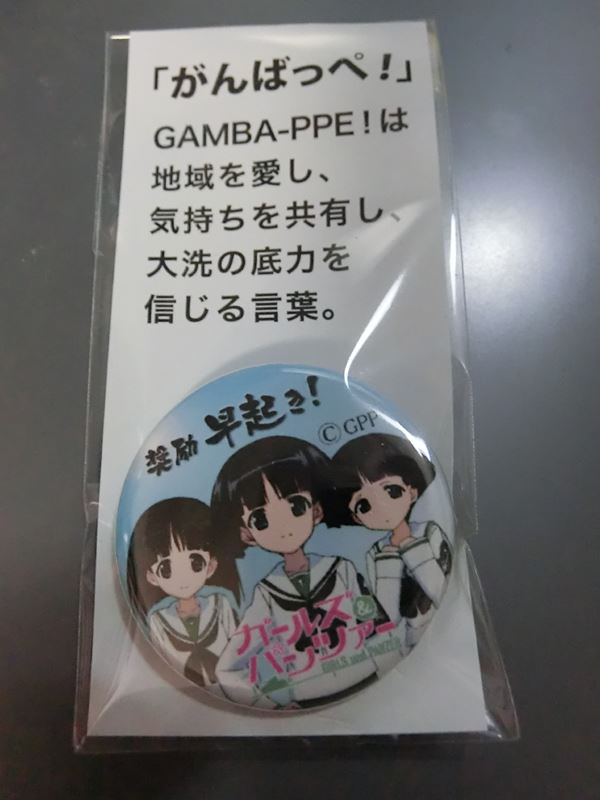 「がんばっぺ!」
GAMBA-PPE!は
地域を愛し、
気持ちを共有し、
大洗の底力を
信じる言葉。
奨励 早起き!
©GPP
ガールズ&
パンツァー
GIRLS und PANZER